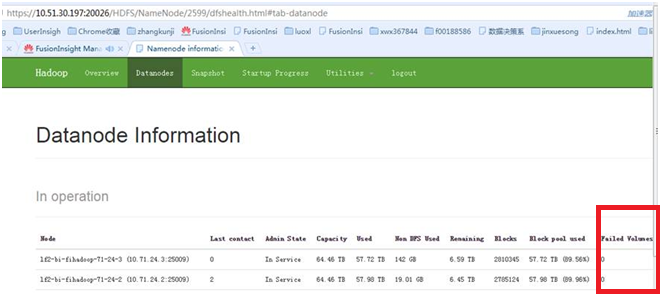 https://10.51.30.197:20026/HDFS/NameNode/2599/dfshealth.html#tab-datanode
UserInsigh Chrome收藏 zhangkunji FusionInsi luoxl FusionInsi xwx367844 f00188586 数据决策系 jinxuesong index.html
FusionInsight Mana Namenode information
Hadoop Overview Datanodes Snapshot Startup Progress Utilities logout
Datanode Information
In operation
Node Last contact Admin State Capacity Used Non DFS Used Remaining Blocks Block pool used Failed Volumes
lf2-bi-fihadoop-71-24-3 (10.71.24.3:25009) 0 In Service 64.46 TB 57.72 TB 142 GB 6.59 TB 2810345 57.72 TB (89.56%) 0
lf2-bi-fihadoop-71-24-2 (10.71.24.2:25009) 2 In Service 64.46 TB 57.98 TB 19.01 GB 6.45 TB 2785124 57.98 TB (89.96%) 0